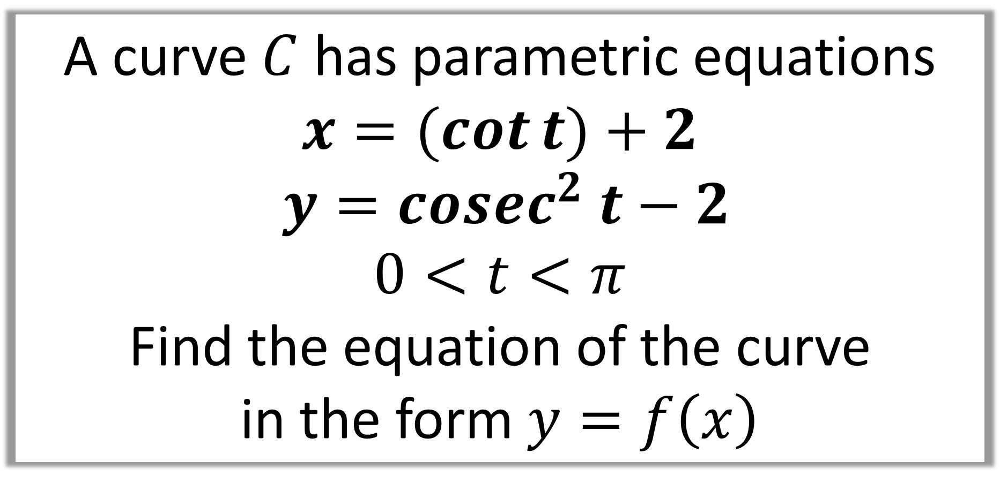 A curve C has parametric equations
x = (cot t) + 2
y = cosec² t − 2
0 < t < π
Find the equation of the curve
in the form y = f(x)